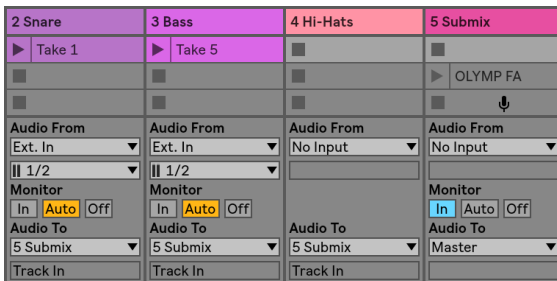 2 Snare 3 Bass 4 Hi-Hats 5 Submix
Take 1 Take 5
OLYMP FA
Audio From Audio From Audio From Audio From
Ext. In Ext. In No Input No Input
1/2 1/2
Monitor Monitor Monitor
In Auto Off In Auto Off In Auto Off
Audio To Audio To Audio To Audio To
5 Submix 5 Submix 5 Submix Master
Track In Track In Track In